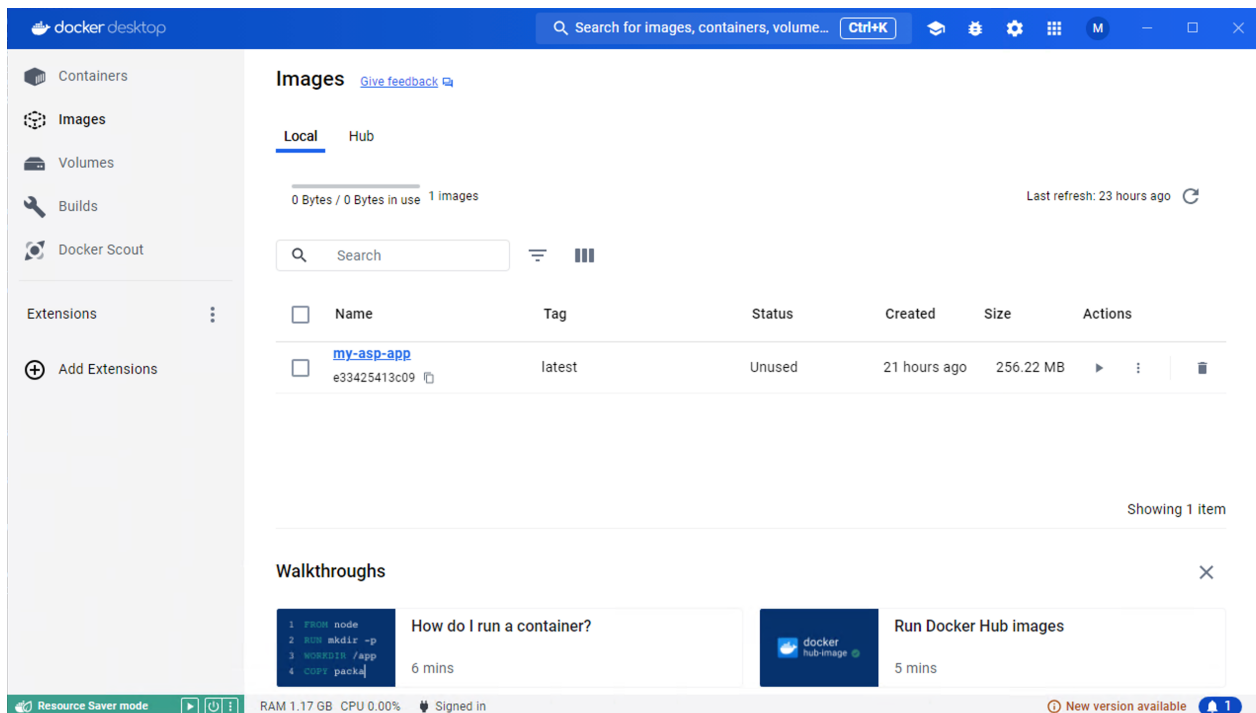 docker desktop
Search for images, containers, volume... Ctrl+K
M
Containers
Images
Volumes
Builds
Docker Scout
Extensions
Add Extensions
Images Give feedback
Local Hub
0 Bytes / 0 Bytes in use 1 images
Last refresh: 23 hours ago
Search
Name Tag Status Created Size Actions
my-asp-app
e33425413c09
latest Unused 21 hours ago 256.22 MB
Showing 1 item
Walkthroughs
1 FROM node
2 RUN mkdir -p
3 WORKDIR /app
4 COPY packa
How do I run a container?
6 mins
docker
hub-image
Run Docker Hub images
5 mins
Resource Saver mode
RAM 1.17 GB CPU 0.00% Signed in
New version available 1